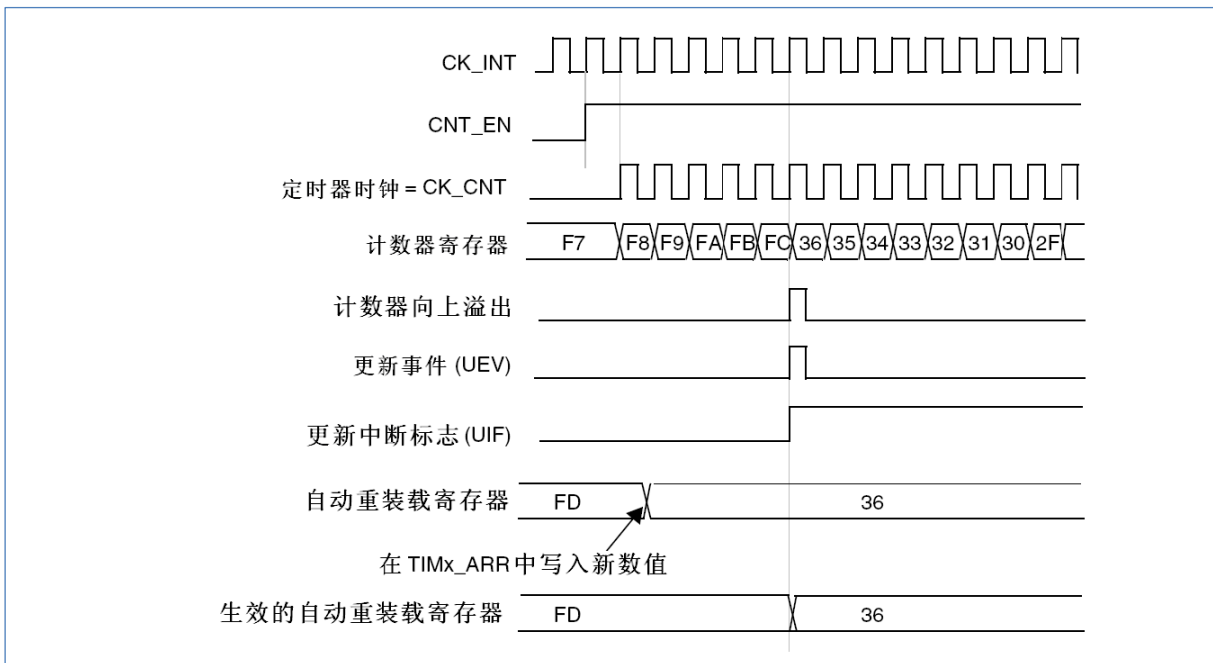 CK_INT
CNT_EN
定时器时钟 = CK_CNT
计数器寄存器 F7 F8 F9 FA FB FC 36 35 34 33 32 31 30 2F
计数器向上溢出
更新事件 (UEV)
更新中断标志 (UIF)
自动重装载寄存器 FD 36
在 TIMx_ARR 中写入新数值
生效的自动重装载寄存器 FD 36